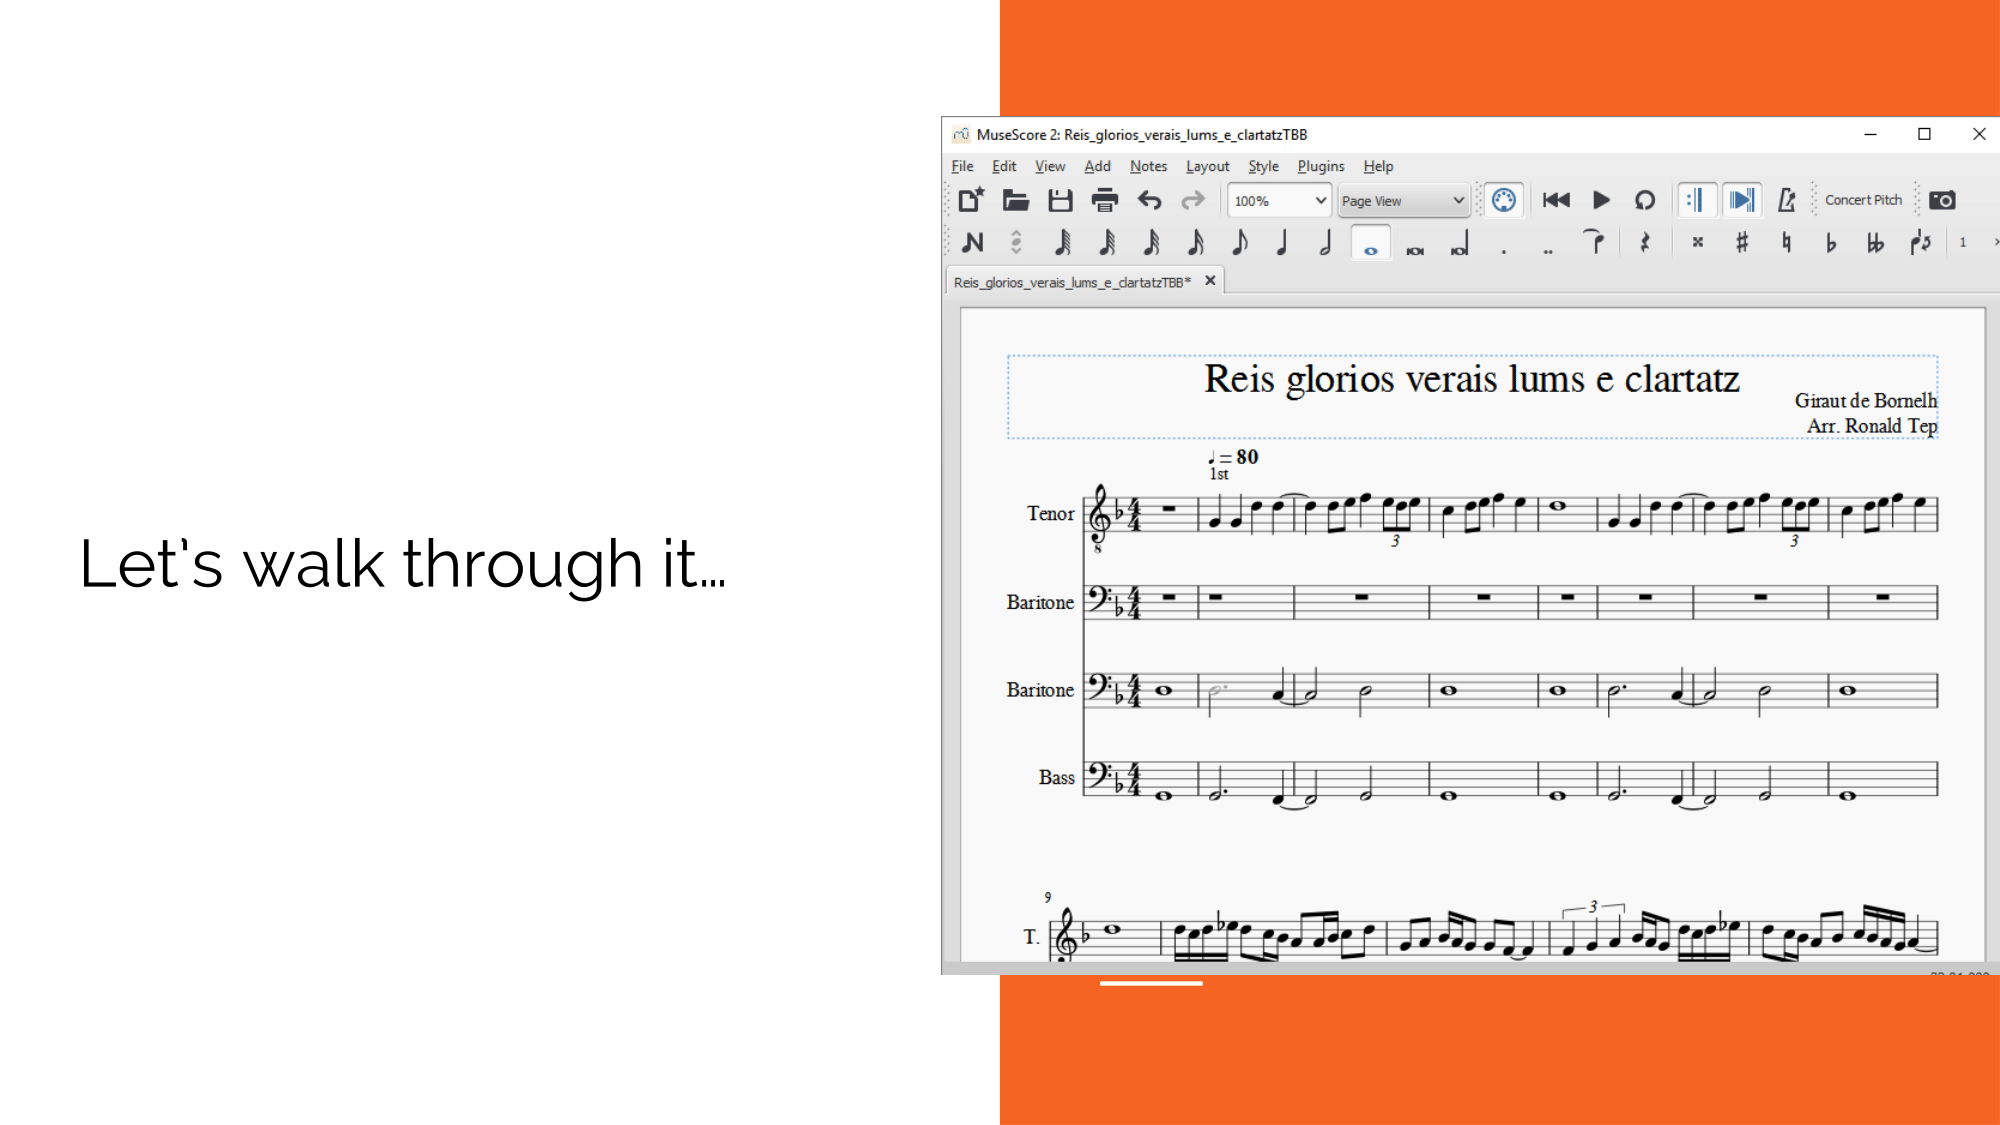 Let's walk through it...
MuseScore 2: Reis_glorios_verais_lums_e_clartatzTBB
File Edit View Add Notes Layout Style Plugins Help
100% Page View Concert Pitch
1
Reis_glorios_verais_lums_e_clartatzTBB*
Reis glorios verais lums e clartatz
Giraut de Bornelh
Arr. Ronald Tep
= 80
1st
Tenor
8
3 3
Baritone
Baritone
Bass
9
3
T.